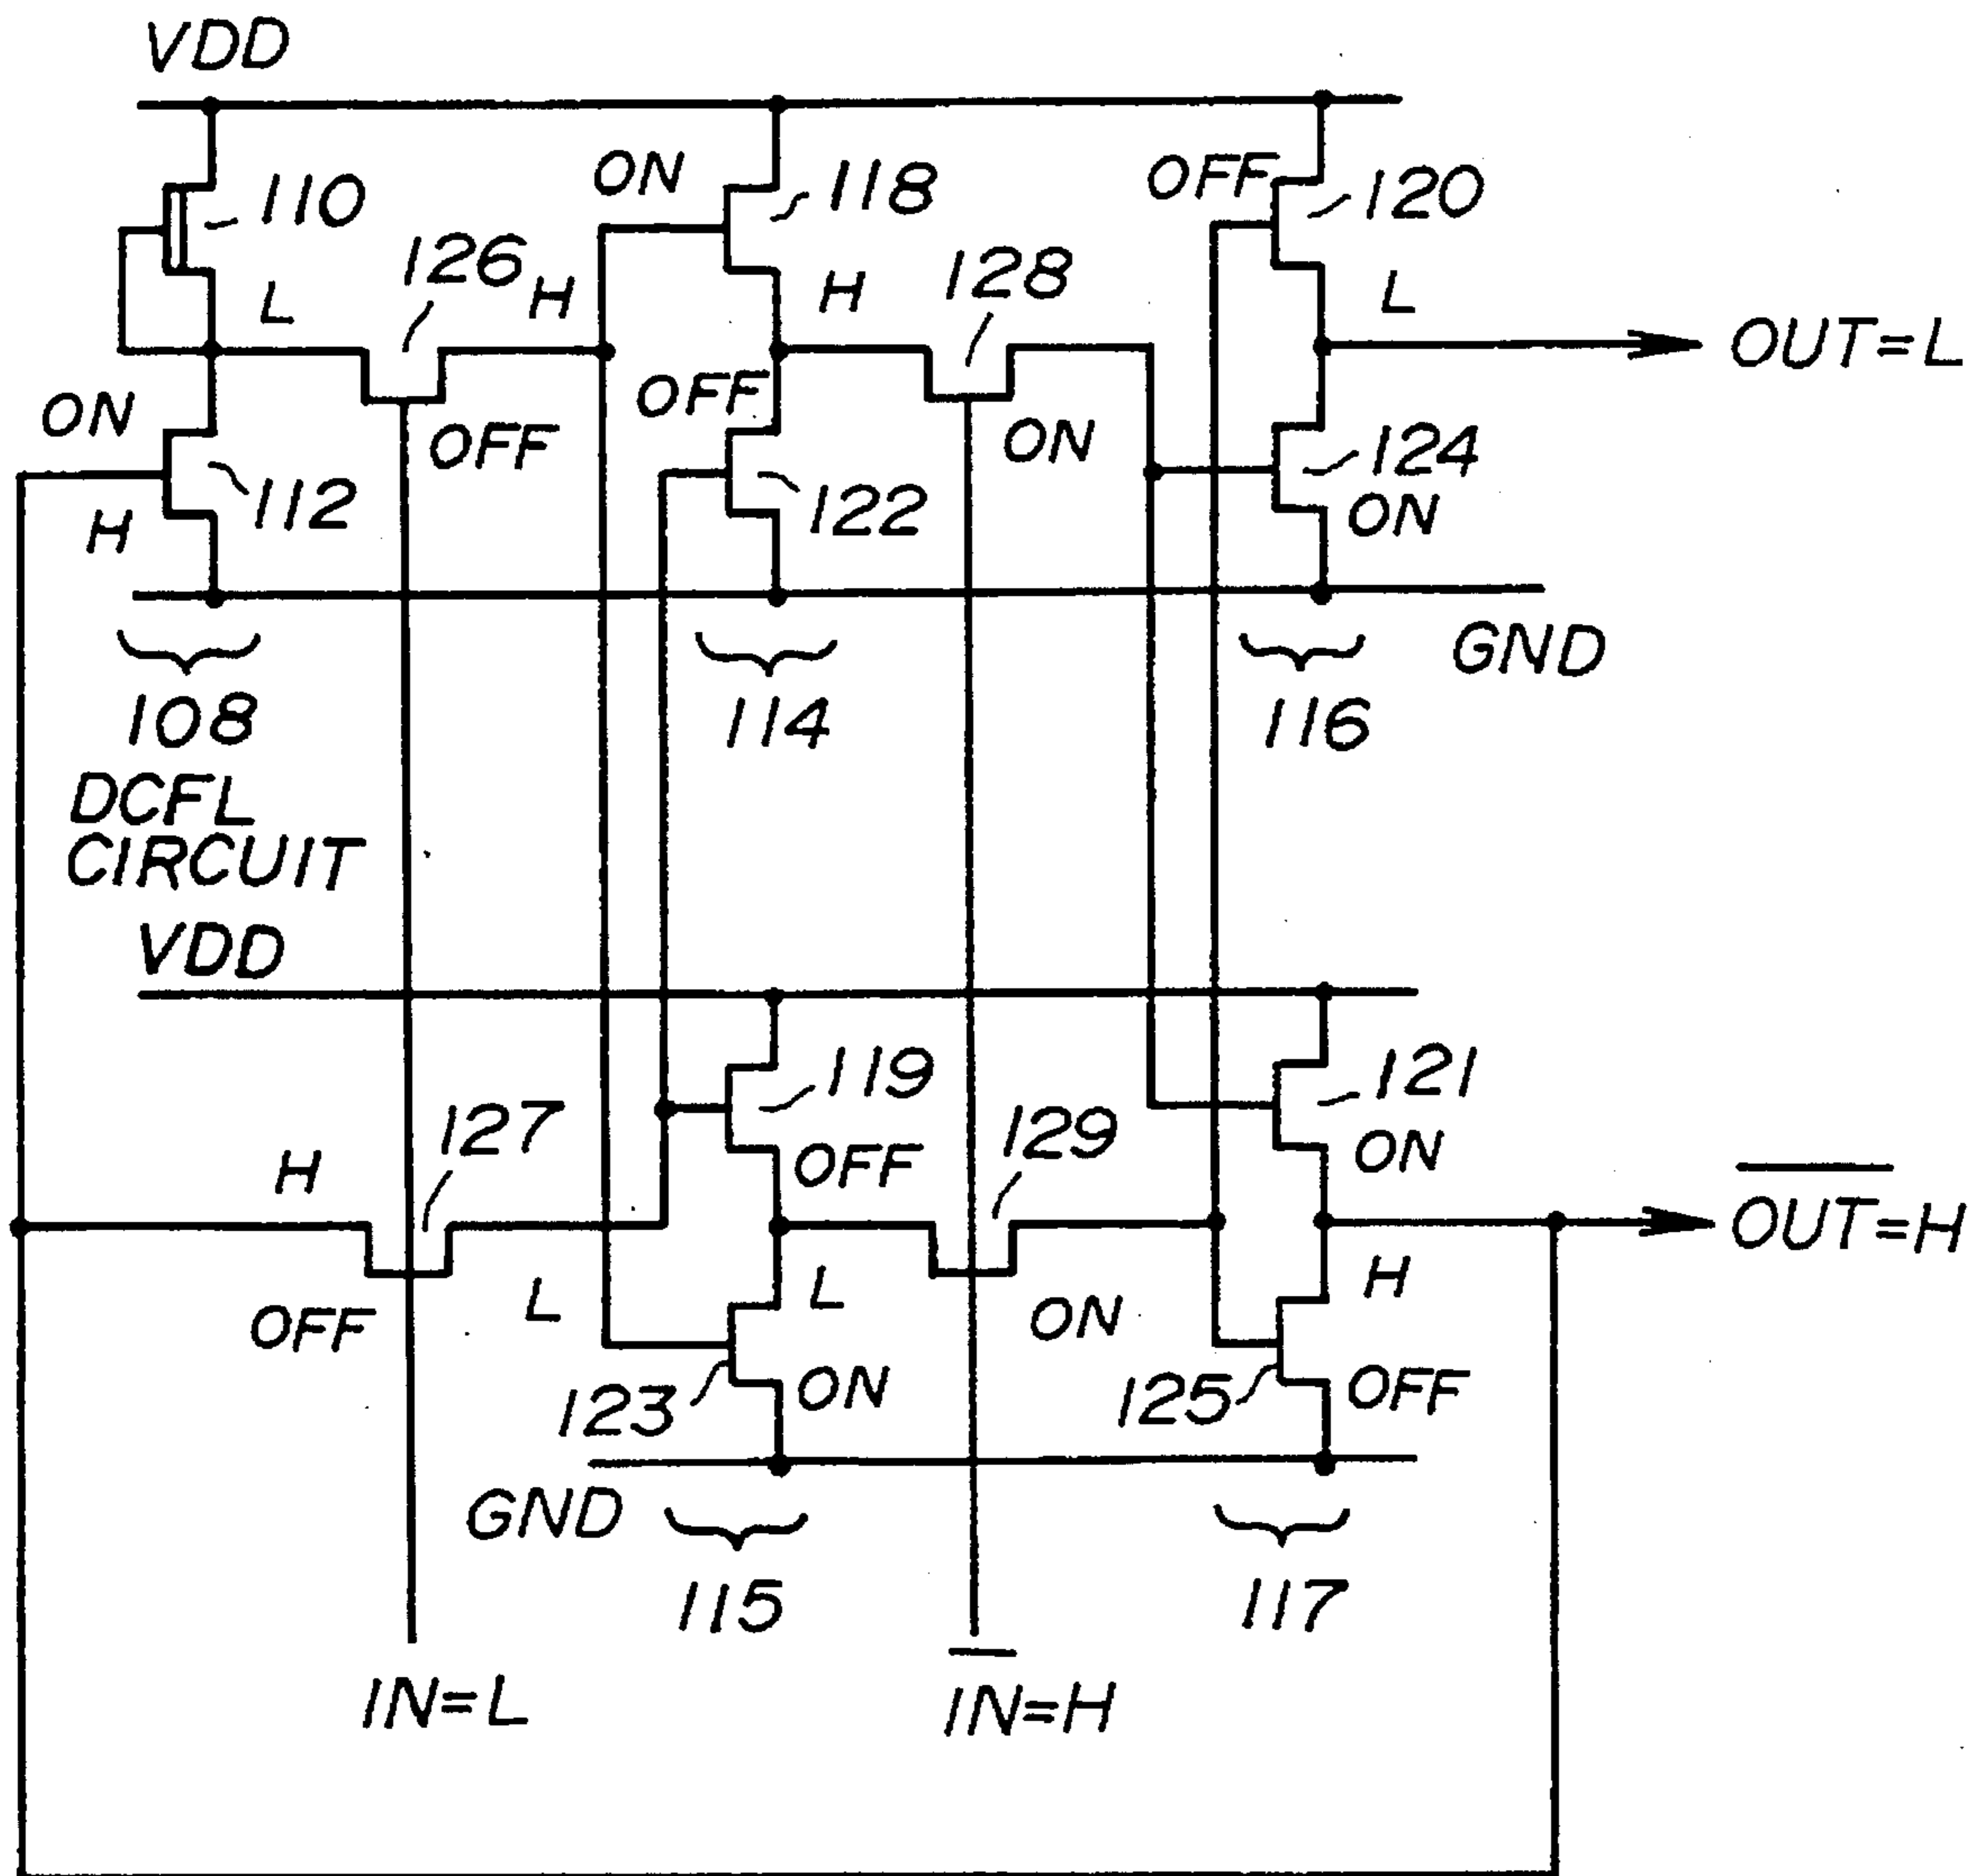 VDD
ON
118
OFF
120
110
126
H
H
128
L
L
OUT=L
ON
OFF
OFF
ON
124
112
122
ON
H
GND
108
114
116
DCFL
CIRCUIT
VDD
119
121
127
129
ON
H
OFF
OUT=H
L
L
H
OFF
ON
123
ON
125
OFF
GND
115
117
IN=L
IN=H